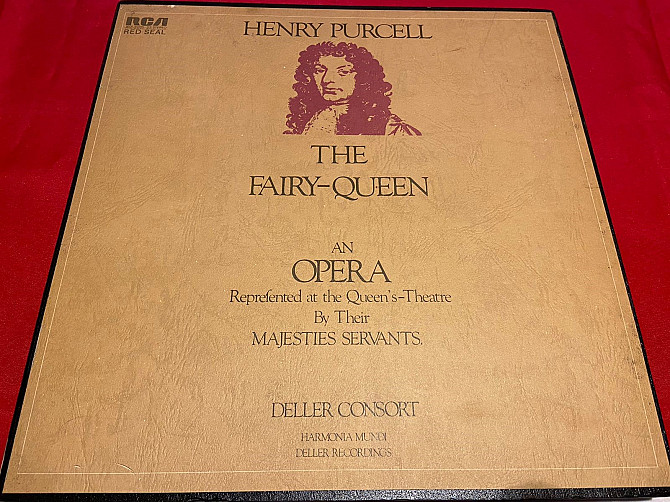 RCA
RED SEAL
HENRY PURCELL
THE
FAIRY-QUEEN
AN
OPERA
Repreſented at the Queen's-Theatre
By Their
MAJESTIES SERVANTS.
DELLER CONSORT
HARMONIA MUNDI
DELLER RECORDINGS